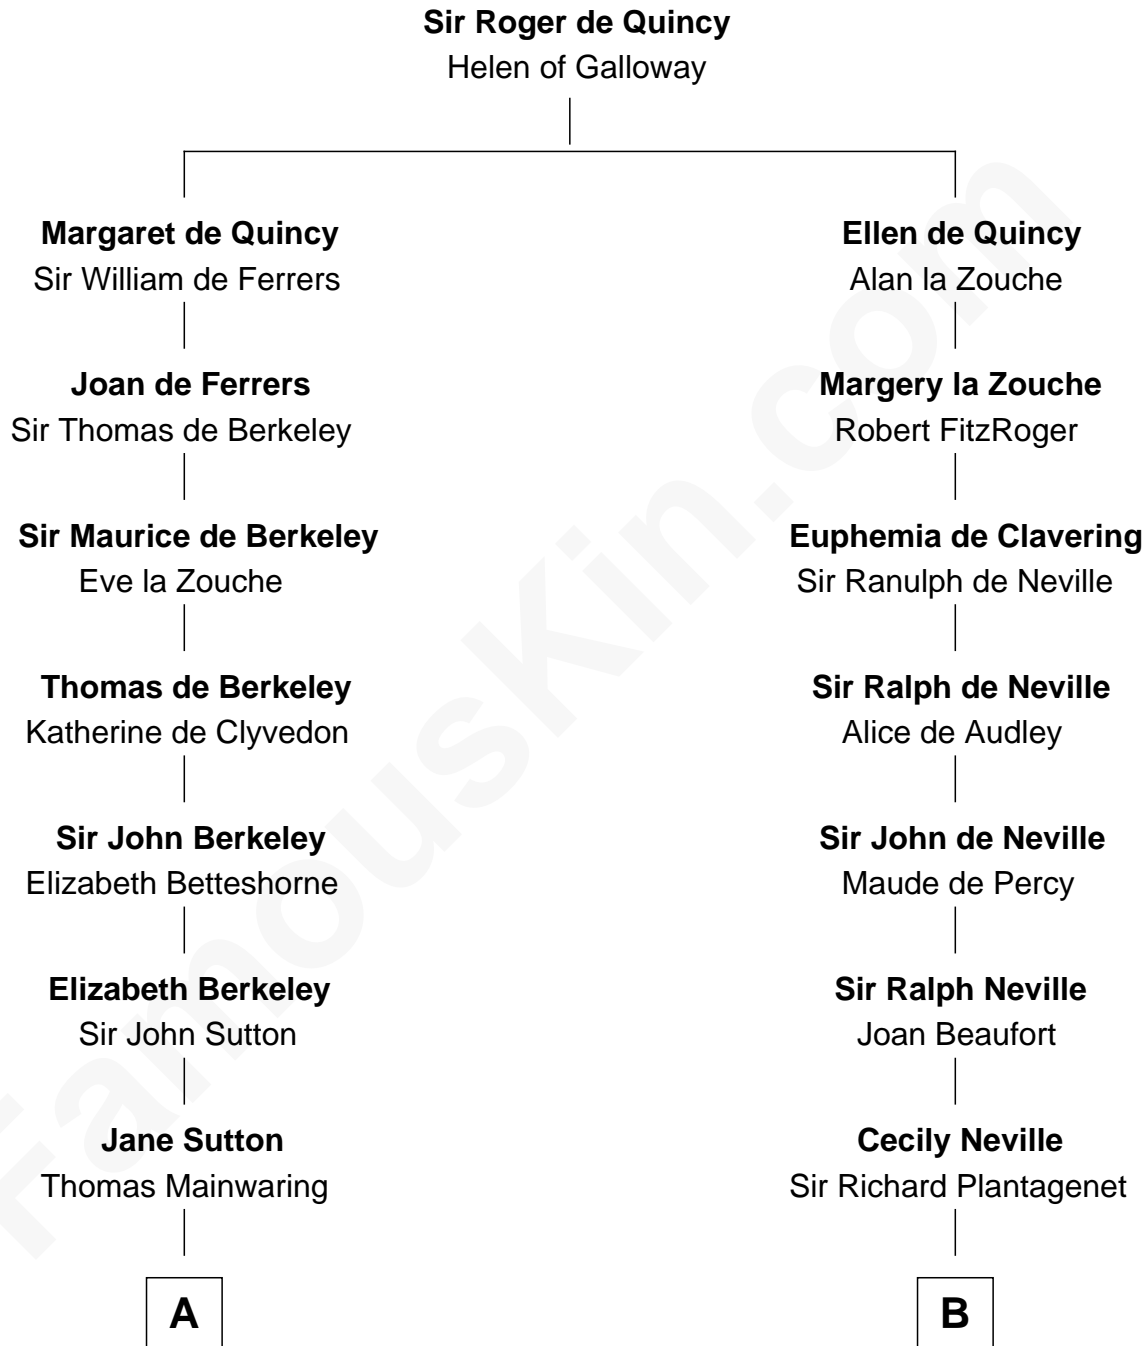 Sir Roger de Quincy
Helen of Galloway
Margaret de Quincy
Sir William de Ferrers
Ellen de Quincy
Alan la Zouche
Joan de Ferrers
Sir Thomas de Berkeley
Margery la Zouche
Robert FitzRoger
Sir Maurice de Berkeley
Eve la Zouche
Euphemia de Clavering
Sir Ranulph de Neville
Thomas de Berkeley
Katherine de Clyvedon
Sir Ralph de Neville
Alice de Audley
Sir John Berkeley
Elizabeth Betteshorne
Sir John de Neville
Maude de Percy
Elizabeth Berkeley
Sir John Sutton
Sir Ralph Neville
Joan Beaufort
Jane Sutton
Thomas Mainwaring
Cecily Neville
Sir Richard Plantagenet
A
B
FamousKin.com